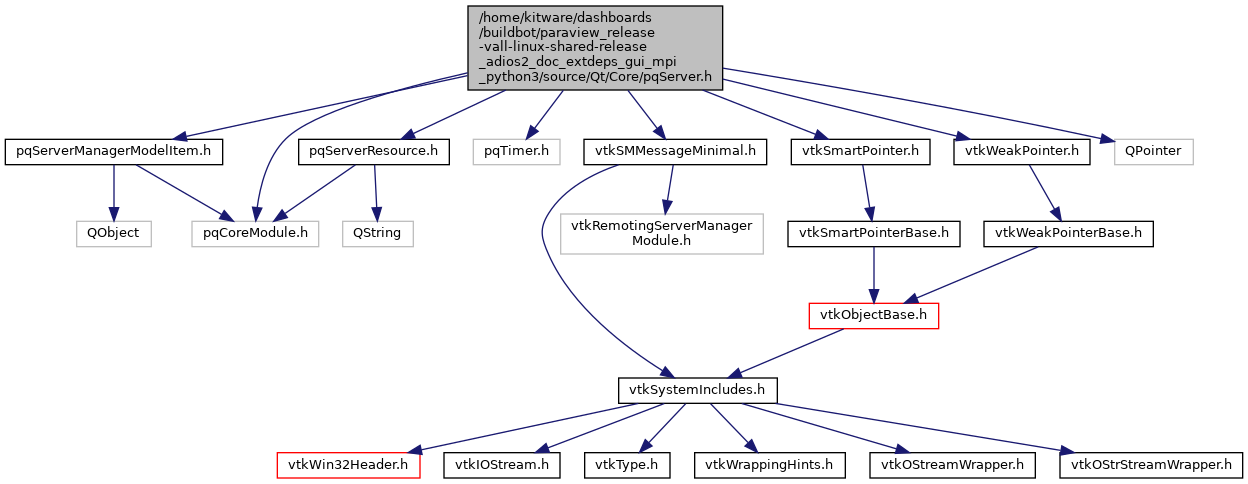 /home/kitware/dashboards
/buildbot/paraview_release
-vall-linux-shared-release
_adios2_doc_extdeps_gui_mpi
_python3/source/Qt/Core/pqServer.h
pqServerManagerModelItem.h
pqServerResource.h
pqTimer.h
vtkSMMessageMinimal.h
vtkSmartPointer.h
vtkWeakPointer.h
QPointer
QObject
pqCoreModule.h
QString
vtkRemotingServerManager
Module.h
vtkSmartPointerBase.h
vtkWeakPointerBase.h
vtkObjectBase.h
vtkSystemIncludes.h
vtkWin32Header.h
vtkIOStream.h
vtkType.h
vtkWrappingHints.h
vtkOStreamWrapper.h
vtkOStrStreamWrapper.h